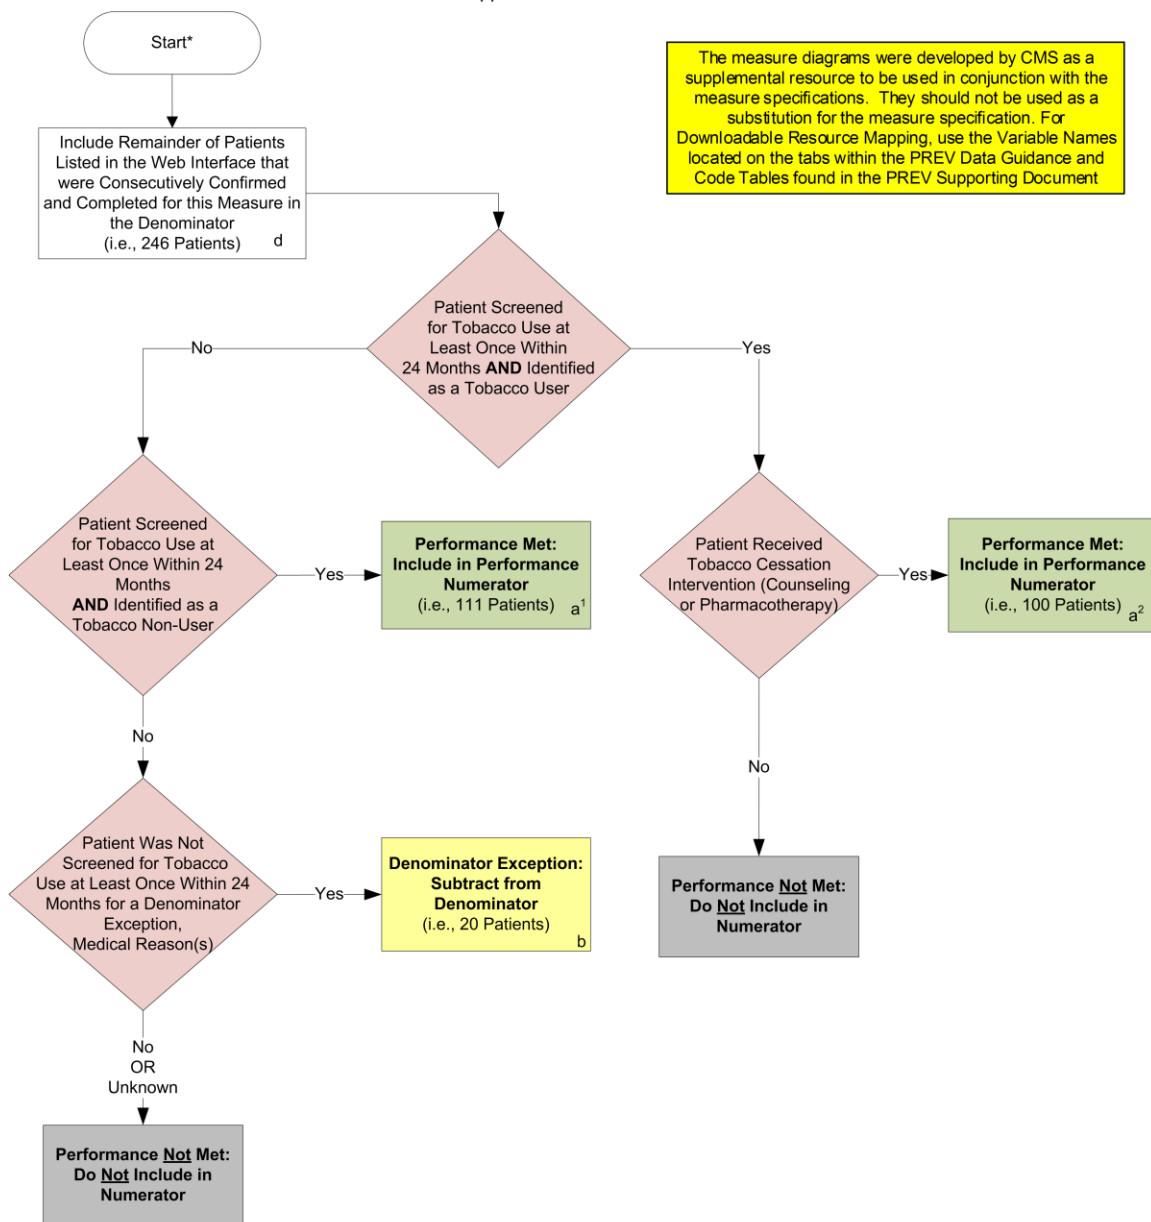 Start*
The measure diagrams were developed by CMS as a
supplemental resource to be used in conjunction with the
measure specifications. They should not be used as a
substitution for the measure specification. For
Downloadable Resource Mapping, use the Variable Names
located on the tabs within the PREV Data Guidance and
Code Tables found in the PREV Supporting Document
Include Remainder of Patients
Listed in the Web Interface that
were Consecutively Confirmed
and Completed for this Measure in
the Denominator
(i.e., 246 Patients)
d
Patient Screened
for Tobacco Use at
Least Once Within
24 Months AND Identified
as a Tobacco User
No
Yes
Patient Screened
for Tobacco Use at
Least Once Within 24
Months
AND Identified as a
Tobacco Non-User
Yes
Performance Met:
Include in Performance
Numerator
(i.e., 111 Patients)
a¹
Patient Received
Tobacco Cessation
Intervention (Counseling
or Pharmacotherapy)
Yes
Performance Met:
Include in Performance
Numerator
(i.e., 100 Patients)
a²
No
No
Patient Was Not
Screened for Tobacco
Use at Least Once Within 24
Months for a Denominator
Exception,
Medical Reason(s)
Yes
Denominator Exception:
Subtract from
Denominator
(i.e., 20 Patients)
b
Performance Not Met:
Do Not Include in
Numerator
No
OR
Unknown
Performance Not Met:
Do Not Include in
Numerator